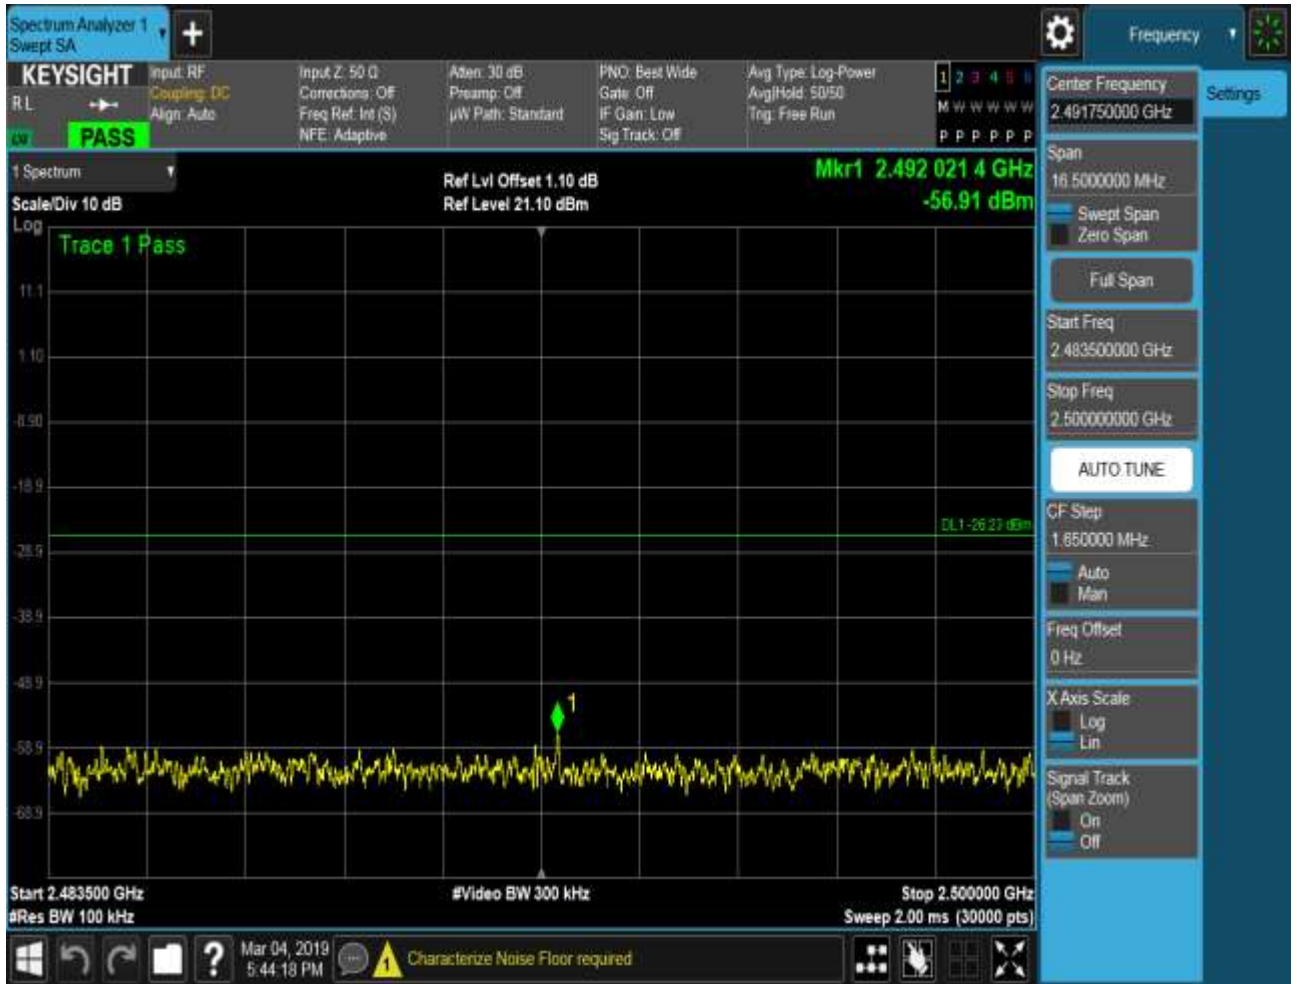 Spectrum Analyzer 1
Swept SA
+
Frequency
KEYSIGHT
R L
LXI
PASS
Input: RF
Coupling: DC
Align: Auto
Input Z: 50 Ω
Corrections: Off
Freq Ref: Int (S)
NFE: Adaptive
Atten: 30 dB
Preamp: Off
µW Path: Standard
PNO: Best Wide
Gate: Off
IF Gain: Low
Sig Track: Off
Avg Type: Log-Power
Avg|Hold: 50/50
Trig: Free Run
1 2 3 4 5 6
M W W W W W
P P P P P P
Center Frequency
2.491750000 GHz
Settings
Span
16.5000000 MHz
Swept Span
Zero Span
Full Span
Start Freq
2.483500000 GHz
Stop Freq
2.500000000 GHz
AUTO TUNE
CF Step
1.650000 MHz
Auto
Man
Freq Offset
0 Hz
X Axis Scale
Log
Lin
Signal Track
(Span Zoom)
On
Off
1 Spectrum
Scale/Div 10 dB
Log
Ref Lvl Offset 1.10 dB
Ref Level 21.10 dBm
Mkr1 2.492 021 4 GHz
-56.91 dBm
Trace 1 Pass
11.1
1.10
-8.90
-18.9
DL1 -26.23 dBm
-28.9
-38.9
-48.9
1
-58.9
-68.9
Start 2.483500 GHz
#Video BW 300 kHz
Stop 2.500000 GHz
#Res BW 100 kHz
Sweep 2.00 ms (30000 pts)
?
Mar 04, 2019
5:44:18 PM
1
Characterize Noise Floor required